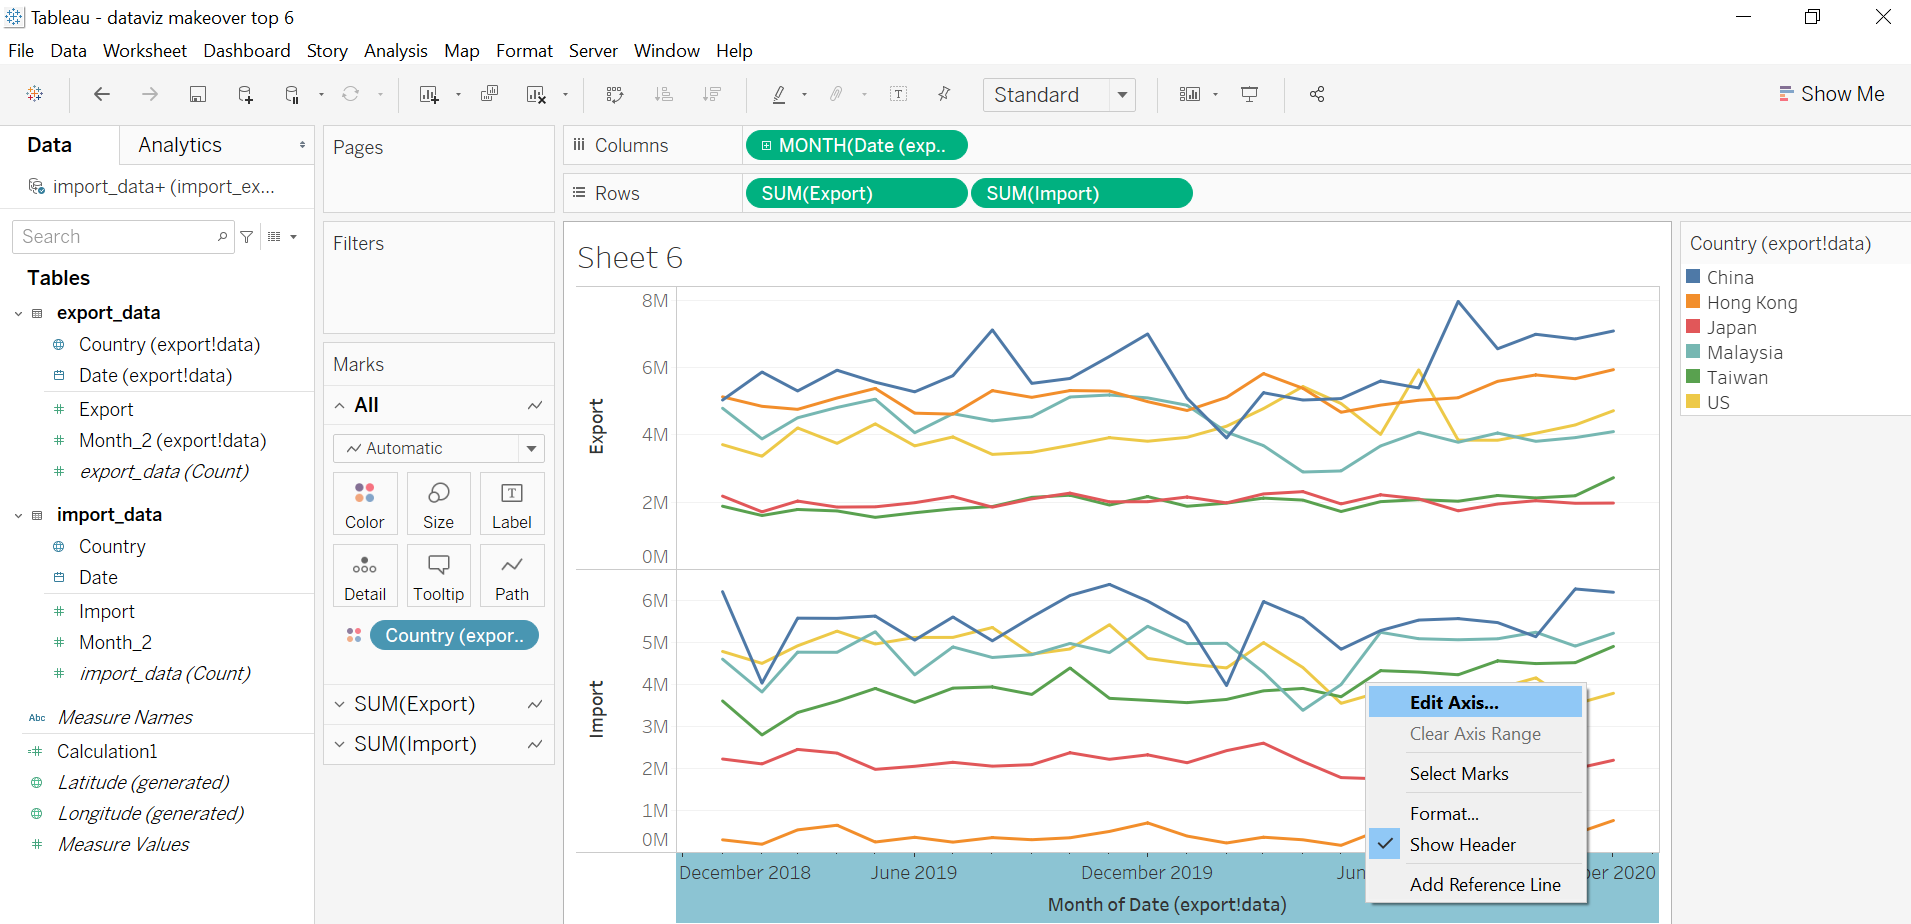 Tableau - dataviz makeover top 6
File Data Worksheet Dashboard Story Analysis Map Format Server Window Help
Standard
Show Me
Data
Analytics
import_data+ (import_ex...
Search
Tables
export_data
Country (export!data)
Date (export!data)
Export
Month_2 (export!data)
export_data (Count)
import_data
Country
Date
Import
Month_2
import_data (Count)
Abc Measure Names
Calculation1
Latitude (generated)
Longitude (generated)
Measure Values
Pages
Filters
Marks
All
Automatic
Color Size Label
Detail Tooltip Path
Country (expor..
SUM(Export)
SUM(Import)
Columns MONTH(Date (exp..
Rows SUM(Export) SUM(Import)
Sheet 6
8M
6M
4M
2M
0M
Export
6M
5M
4M
3M
2M
1M
0M
Import
December 2018 June 2019 December 2019 Jun ber 2020
Month of Date (export!data)
Edit Axis...
Clear Axis Range
Select Marks
Format...
Show Header
Add Reference Line
Country (export!data)
China
Hong Kong
Japan
Malaysia
Taiwan
US